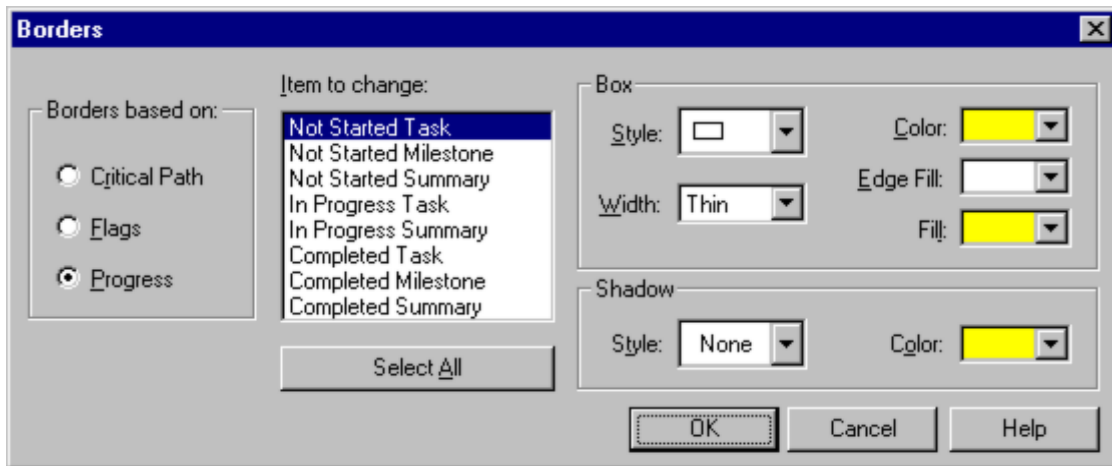 Borders
Borders based on:
Critical Path
Flags
Progress
Item to change:
Not Started Task
Not Started Milestone
Not Started Summary
In Progress Task
In Progress Summary
Completed Task
Completed Milestone
Completed Summary
Select All
Box
Style:
Color:
Edge Fill:
Width: Thin
Fill:
Shadow
Style: None
Color:
OK
Cancel
Help